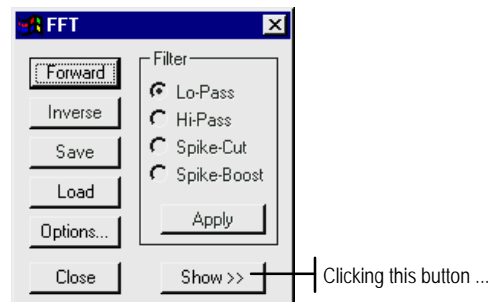 FFT
Forward
Inverse
Save
Load
Options...
Close
Filter
Lo-Pass
Hi-Pass
Spike-Cut
Spike-Boost
Apply
Show >>
Clicking this button ...